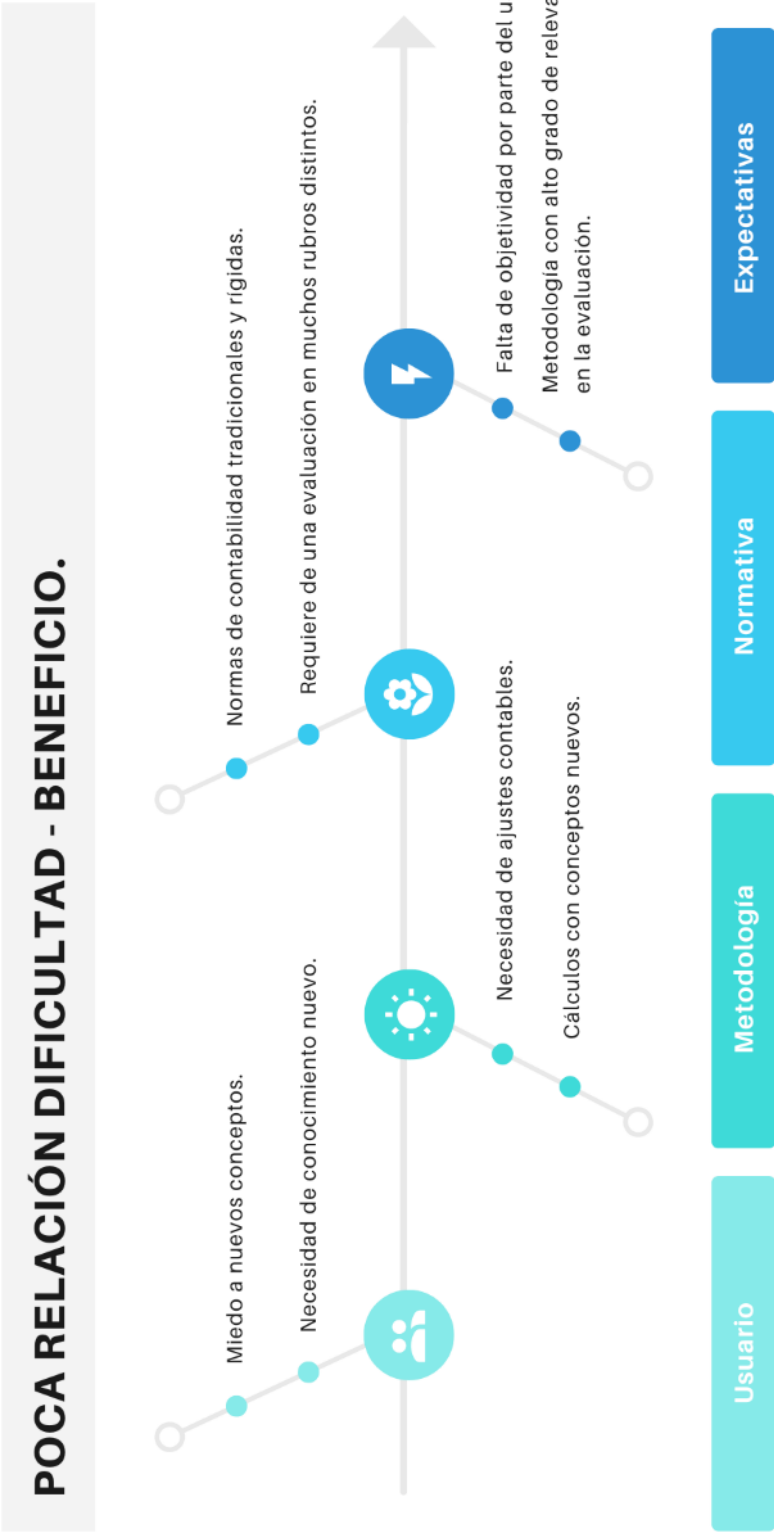 POCA RELACIÓN DIFICULTAD - BENEFICIO.
Miedo a nuevos conceptos.
Necesidad de conocimiento nuevo.
Necesidad de ajustes contables.
Cálculos con conceptos nuevos.
Normas de contabilidad tradicionales y rígidas.
Requiere de una evaluación en muchos rubros distintos.
Falta de objetividad por parte del
Metodología con alto grado de
en la evaluación.
Usuario
Metodología
Normativa
Expectativas